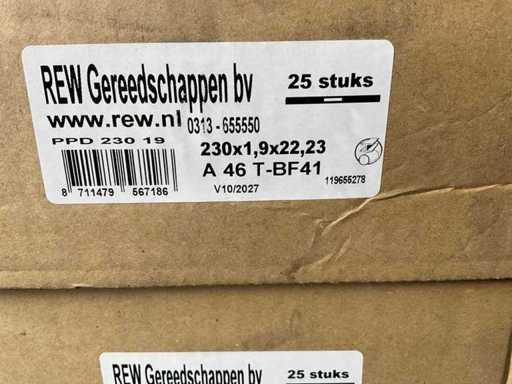 REW Gereedschappen bv 25 stuks
www.rew.nl 0313 - 655550
PPD 230 19
230x1,9x22,23
A 46 T-BF41
8 711479 567186
V10/2027
119655278
REW Gereedschappen bv 25 stuks